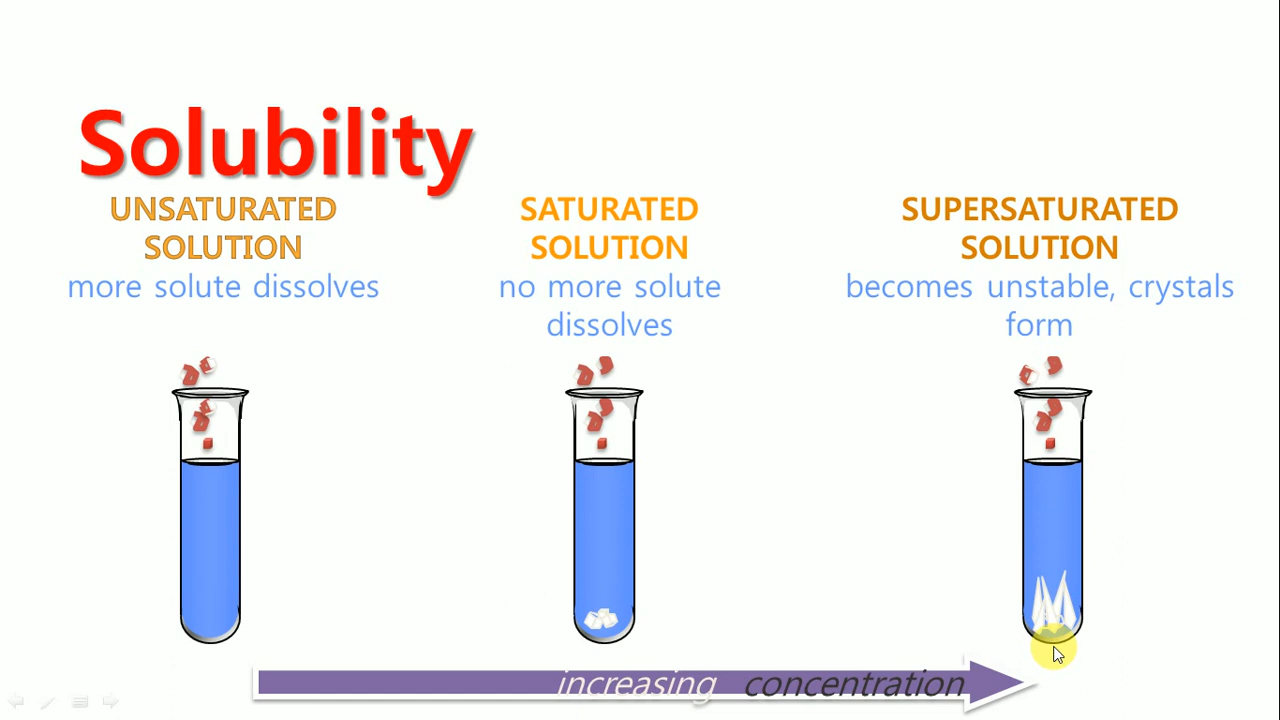 Solubility
UNSATURATED
SOLUTION
more solute dissolves
SATURATED
SOLUTION
no more solute
dissolves
SUPERSATURATED
SOLUTION
becomes unstable, crystals
form
increasing concentration